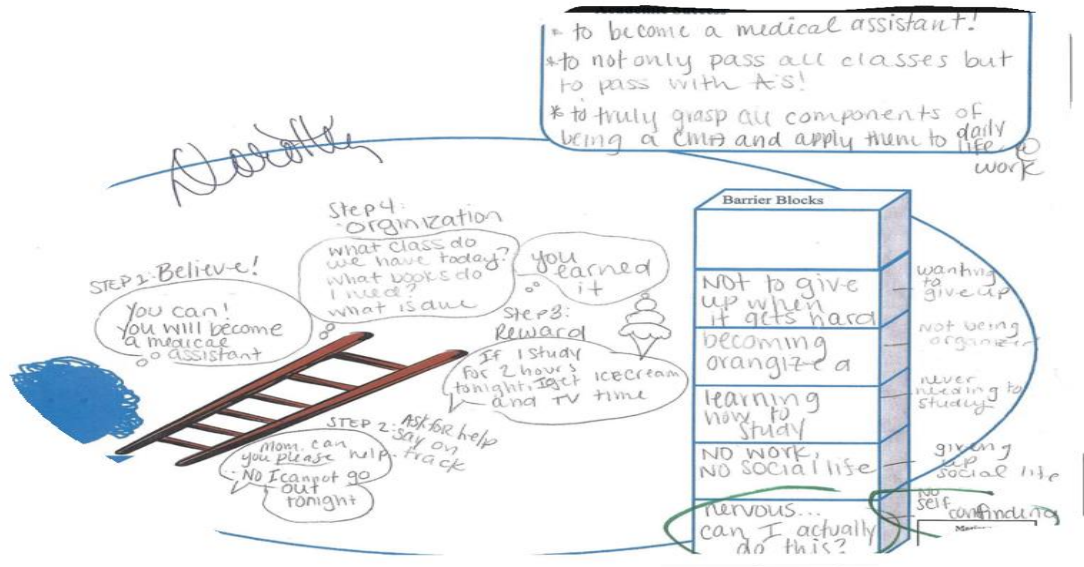 * to become a medical assistant!
* to not only pass all classes but
to pass with A's!
* to truly grasp all components of
being a CMA and apply them to daily
life, to
work
Step 4:
orginization
what class do
we have today?
what books do
I need?
what is due
STEP 1: Believe!
You can!
You will become
a medical
assistant
you
earned
it
Step 3:
Reward
If I study
for 2 hours
tonight, I get icecream
and TV time
STEP 2: Ask for help
say on
track
Mom, can
you please help.
No I cannot go
out
tonight
Barrier Blocks
NOT to give
up when
it gets hard
wanting
to
give up
becoming
orangized
Not being
organized
learning
how to
study
never
needing to
study
NO WORK,
NO social life
giving
up
social life
nervous...
can I actually
do this?
NO
self